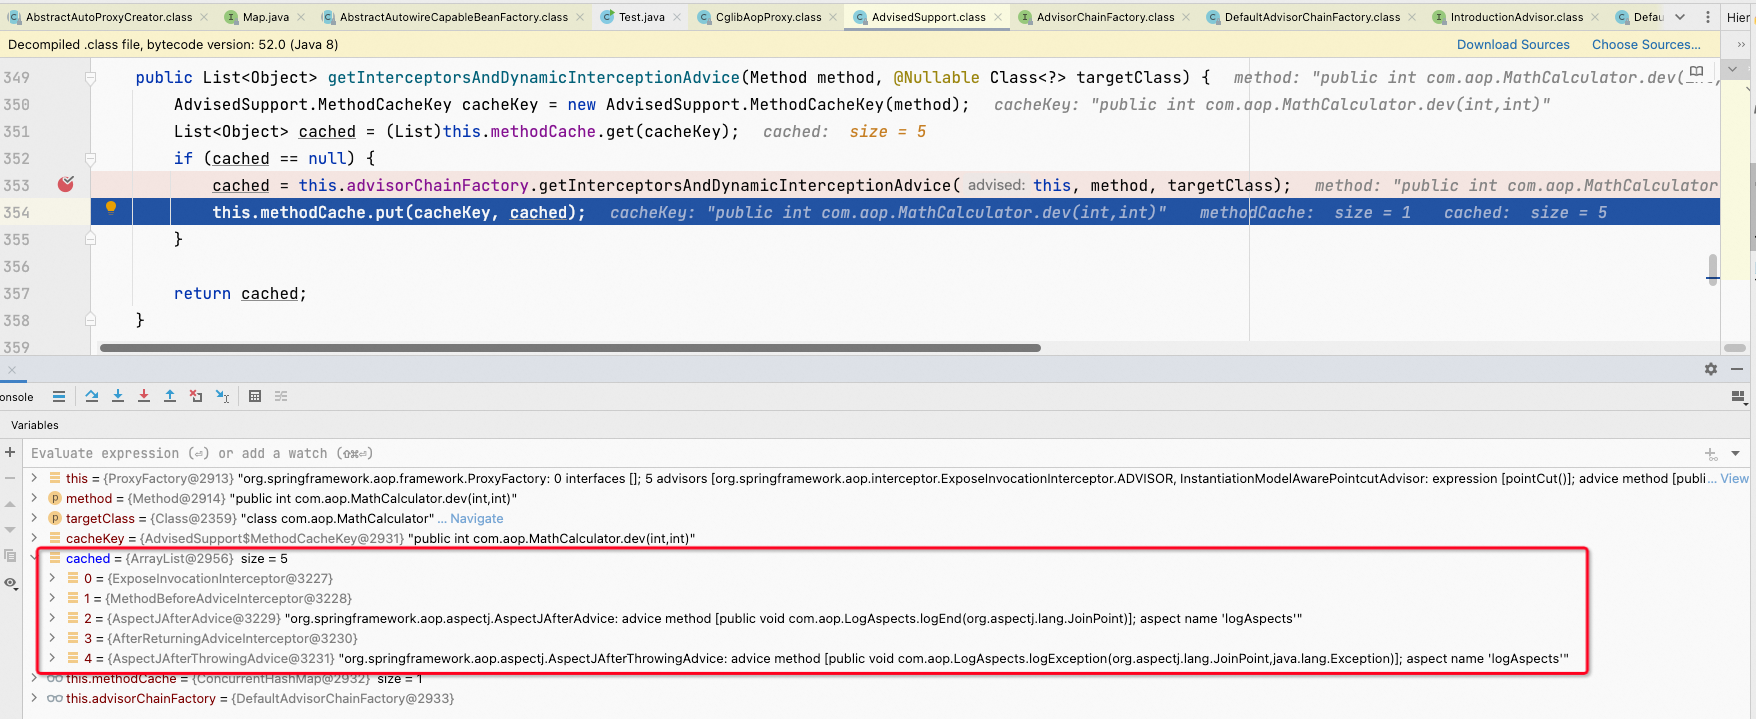 AbstractAutoProxyCreator.class Map.java AbstractAutowireCapableBeanFactory.class Test.java CglibAopProxy.class AdvisedSupport.class AdvisorChainFactory.class DefaultAdvisorChainFactory.class IntroductionAdvisor.class Defau Hier
Decompiled .class file, bytecode version: 52.0 (Java 8) Download Sources Choose Sources...
349 public List<Object> getInterceptorsAndDynamicInterceptionAdvice(Method method, @Nullable Class<?> targetClass) { method: "public int com.aop.MathCalculator.dev(int,
350 AdvisedSupport.MethodCacheKey cacheKey = new AdvisedSupport.MethodCacheKey(method); cacheKey: "public int com.aop.MathCalculator.dev(int,int)"
351 List<Object> cached = (List)this.methodCache.get(cacheKey); cached: size = 5
352 if (cached == null) {
353 cached = this.advisorChainFactory.getInterceptorsAndDynamicInterceptionAdvice( advised: this, method, targetClass); method: "public int com.aop.MathCalculator
354 this.methodCache.put(cacheKey, cached); cacheKey: "public int com.aop.MathCalculator.dev(int,int)" methodCache: size = 1 cached: size = 5
355 }
356
357 return cached;
358 }
359
onsole
Variables
Evaluate expression (⏎) or add a watch (⇧⌘⏎)
this = {ProxyFactory@2913} "org.springframework.aop.framework.ProxyFactory: 0 interfaces []; 5 advisors [org.springframework.aop.interceptor.ExposeInvocationInterceptor.ADVISOR, InstantiationModelAwarePointcutAdvisor: expression [pointCut()]; advice method [publi... View
method = {Method@2914} "public int com.aop.MathCalculator.dev(int,int)"
targetClass = {Class@2359} "class com.aop.MathCalculator" ... Navigate
cacheKey = {AdvisedSupport$MethodCacheKey@2931} "public int com.aop.MathCalculator.dev(int,int)"
cached = {ArrayList@2956} size = 5
0 = {ExposeInvocationInterceptor@3227}
1 = {MethodBeforeAdviceInterceptor@3228}
2 = {AspectJAfterAdvice@3229} "org.springframework.aop.aspectj.AspectJAfterAdvice: advice method [public void com.aop.LogAspects.logEnd(org.aspectj.lang.JoinPoint)]; aspect name 'logAspects'"
3 = {AfterReturningAdviceInterceptor@3230}
4 = {AspectJAfterThrowingAdvice@3231} "org.springframework.aop.aspectj.AspectJAfterThrowingAdvice: advice method [public void com.aop.LogAspects.logException(org.aspectj.lang.JoinPoint,java.lang.Exception)]; aspect name 'logAspects'"
this.methodCache = {ConcurrentHashMap@2932} size = 1
this.advisorChainFactory = {DefaultAdvisorChainFactory@2933}